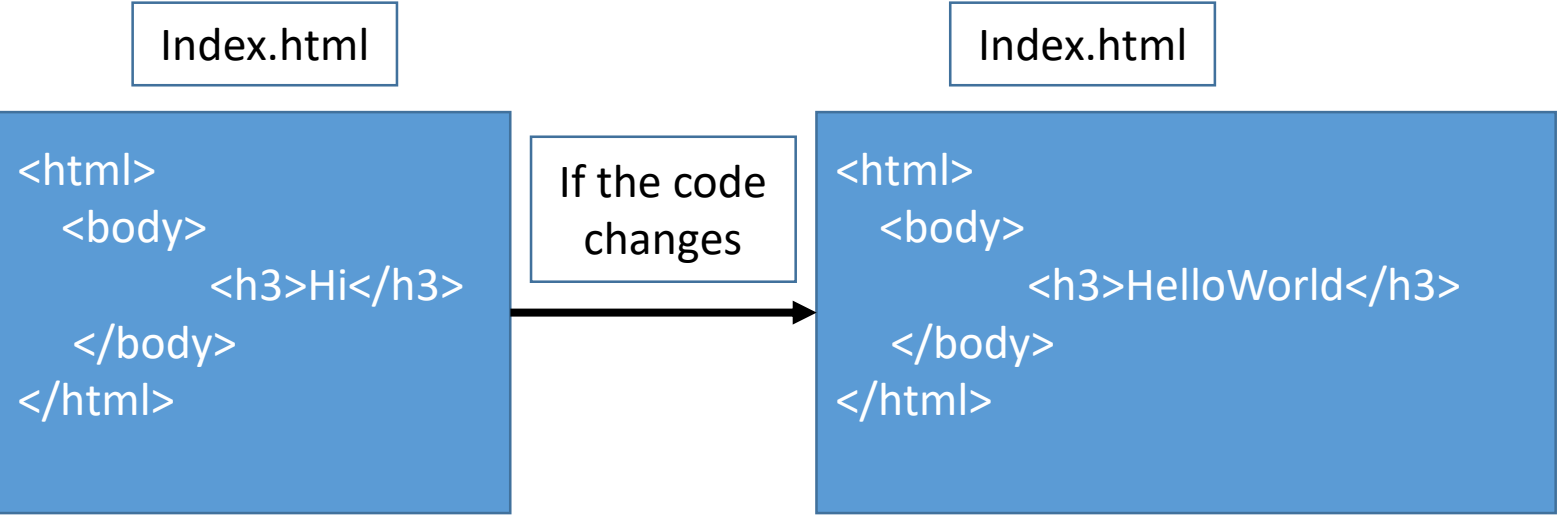 Index.html
<html>
<body>
<h3>Hi</h3>
</body>
</html>
If the code
changes
Index.html
<html>
<body>
<h3>HelloWorld</h3>
</body>
</html>